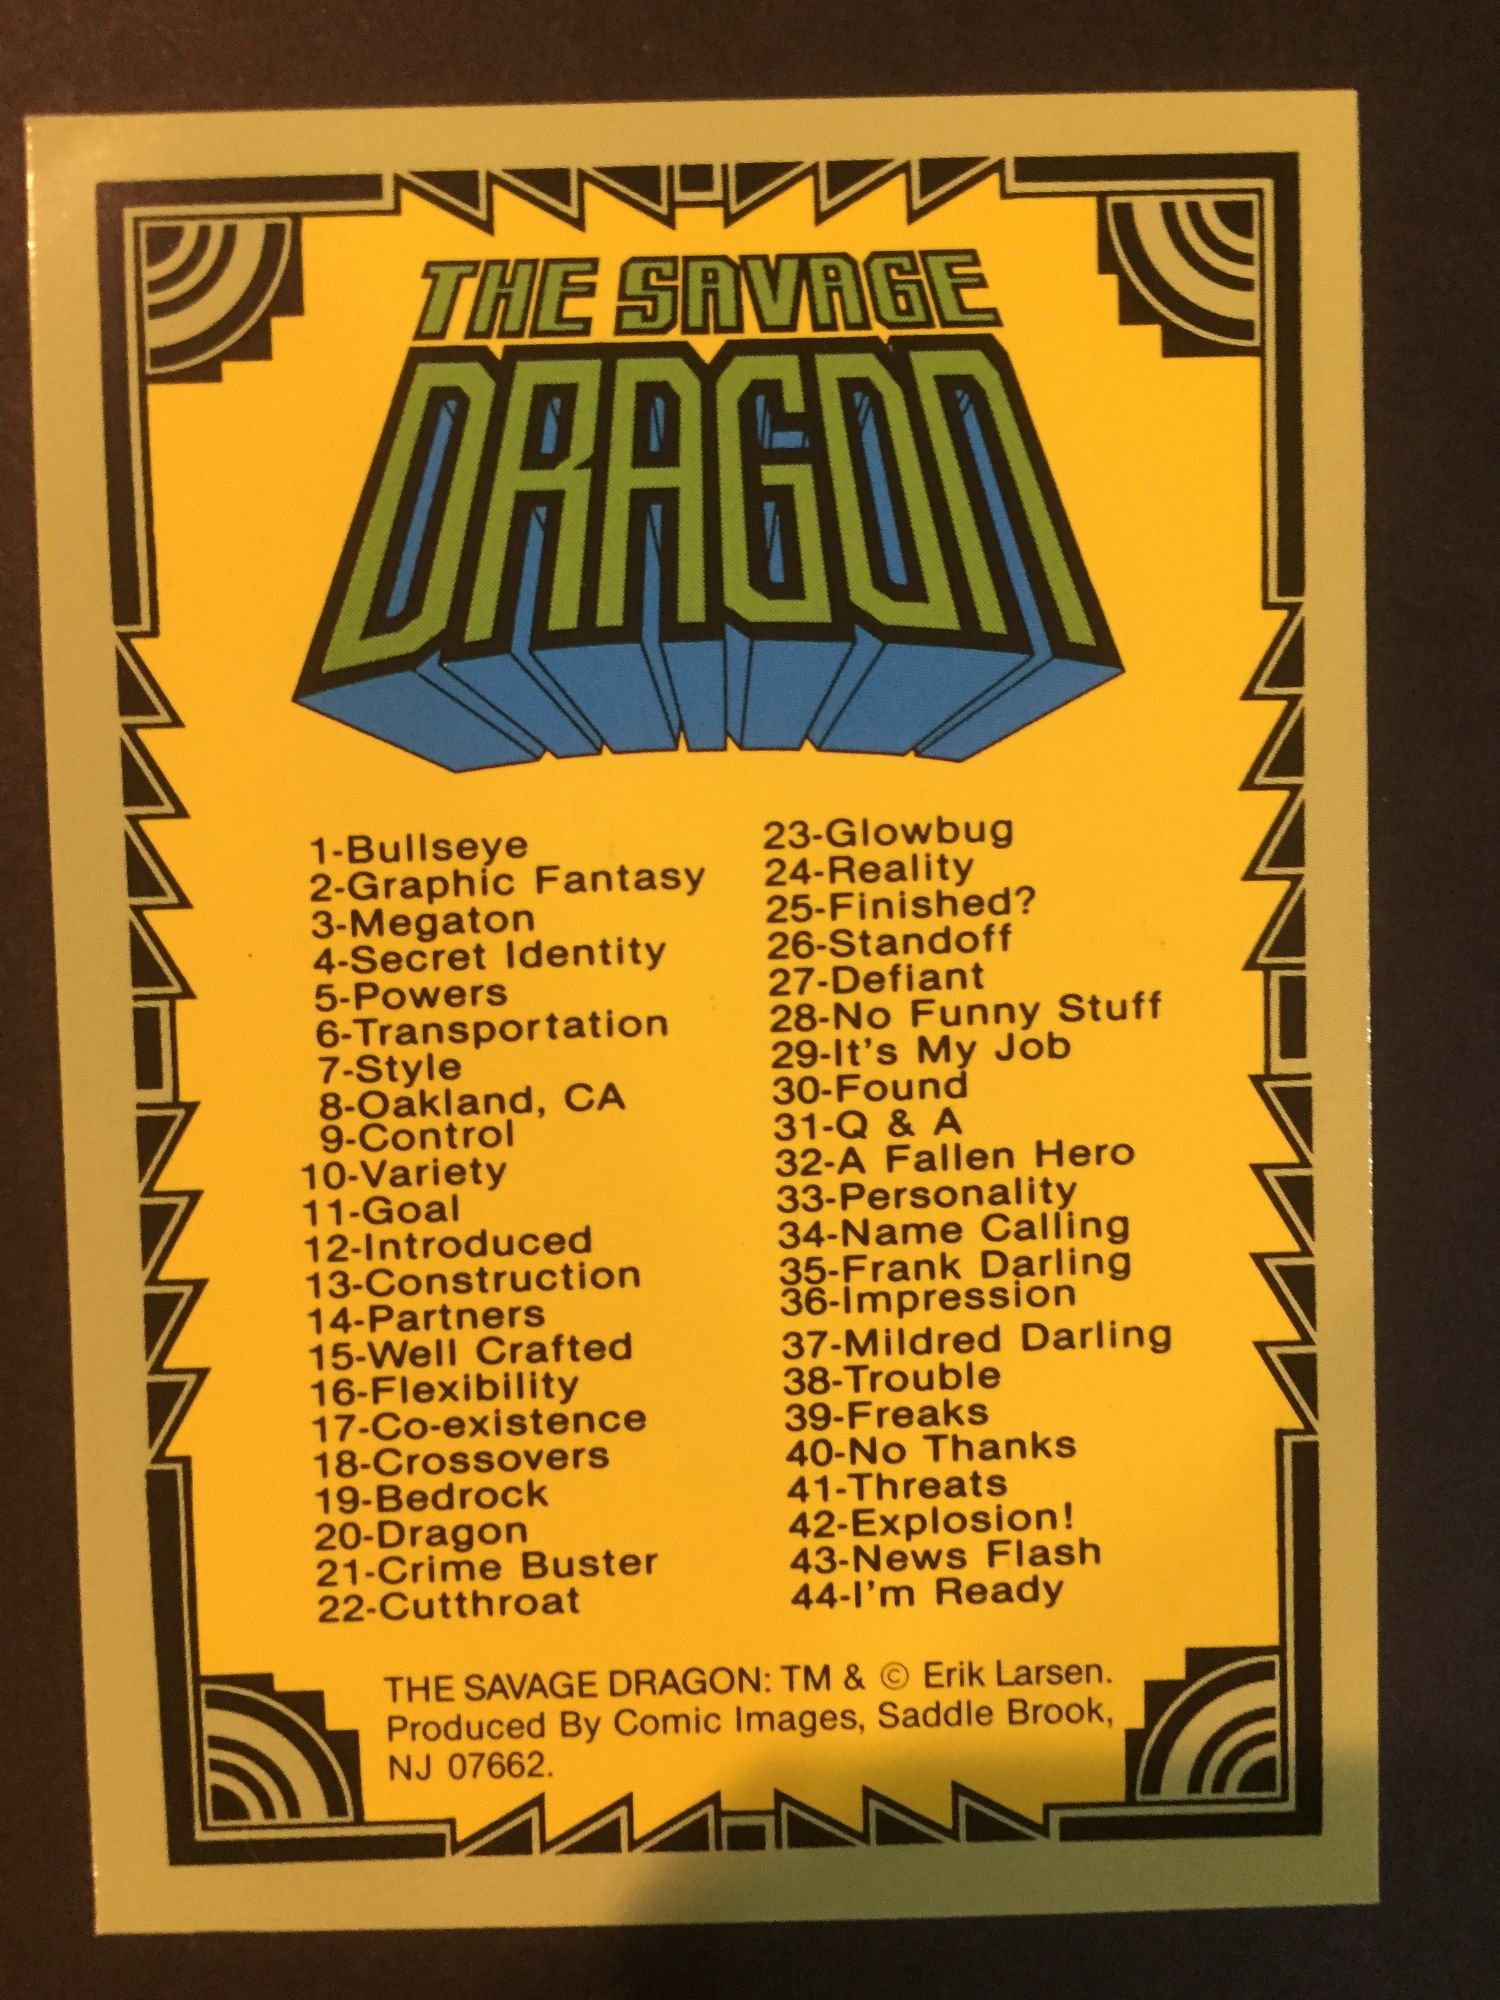 THE SAVAGE
DRAGON
1-Bullseye
2-Graphic Fantasy
3-Megaton
4-Secret Identity
5-Powers
6-Transportation
7-Style
8-Oakland, CA
9-Control
10-Variety
11-Goal
12-Introduced
13-Construction
14-Partners
15-Well Crafted
16-Flexibility
17-Co-existence
18-Crossovers
19-Bedrock
20-Dragon
21-Crime Buster
22-Cutthroat
23-Glowbug
24-Reality
25-Finished?
26-Standoff
27-Defiant
28-No Funny Stuff
29-It's My Job
30-Found
31-Q & A
32-A Fallen Hero
33-Personality
34-Name Calling
35-Frank Darling
36-Impression
37-Mildred Darling
38-Trouble
39-Freaks
40-No Thanks
41-Threats
42-Explosion!
43-News Flash
44-I'm Ready
THE SAVAGE DRAGON: TM & © Erik Larsen.
Produced By Comic Images, Saddle Brook,
NJ 07662.